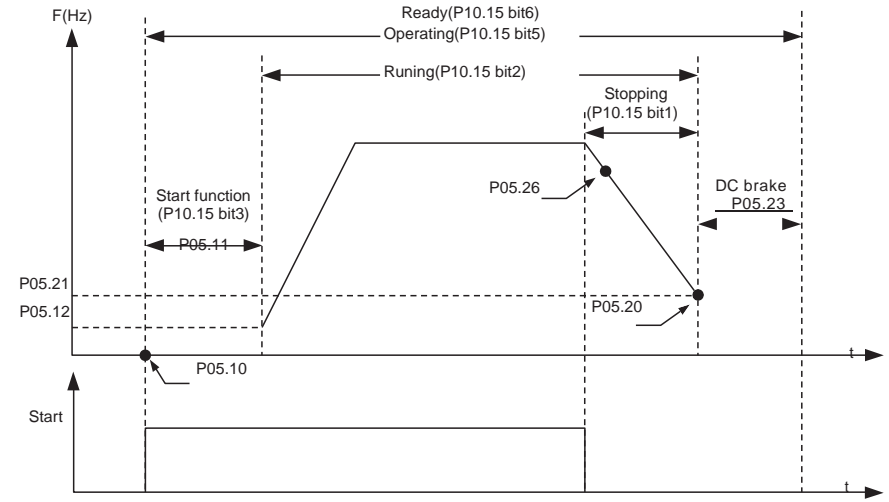 F(Hz)
Ready(P10.15 bit6)
Operating(P10.15 bit5)
Runing(P10.15 bit2)
Stopping
(P10.15 bit1)
P05.26
DC brake
P05.23
Start function
(P10.15 bit3)
P05.11
P05.21
P05.12
P05.20
t
P05.10
Start
t